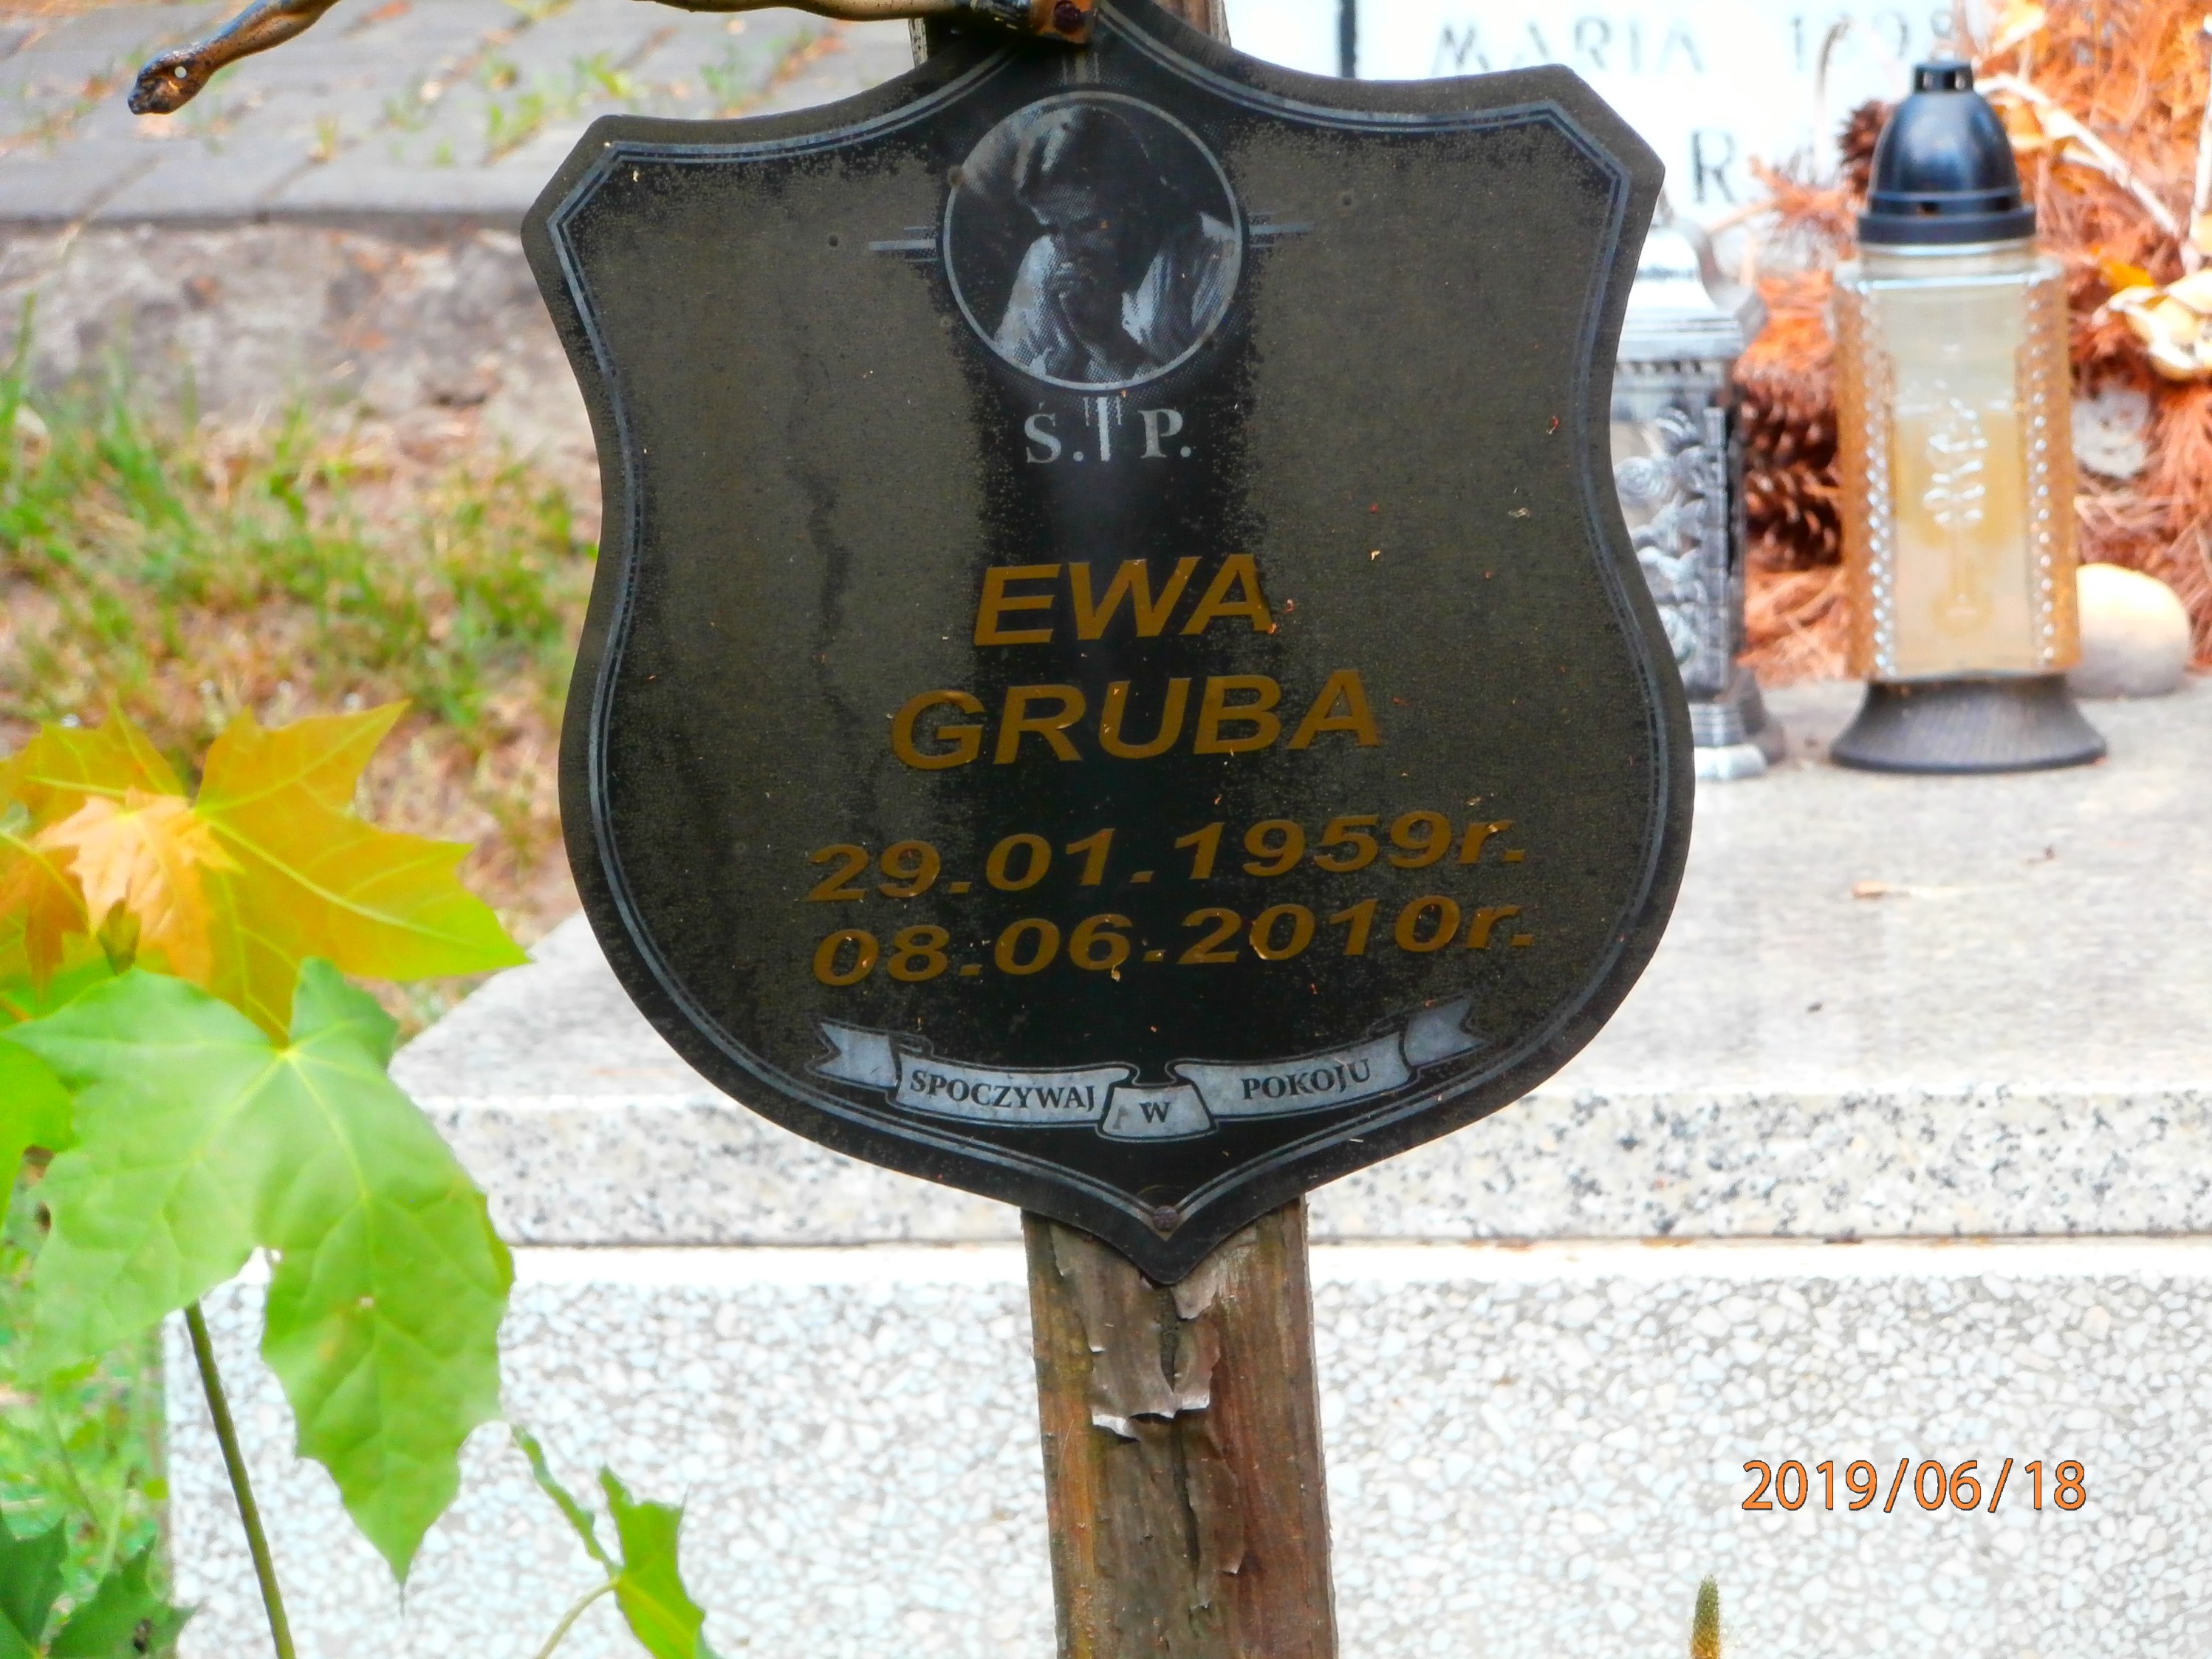 MARIA
R
Ś. P.
EWA
GRUBA
29.01.1959r.
08.06.2010r.
SPOCZYWAJ W POKOJU
2019/06/18